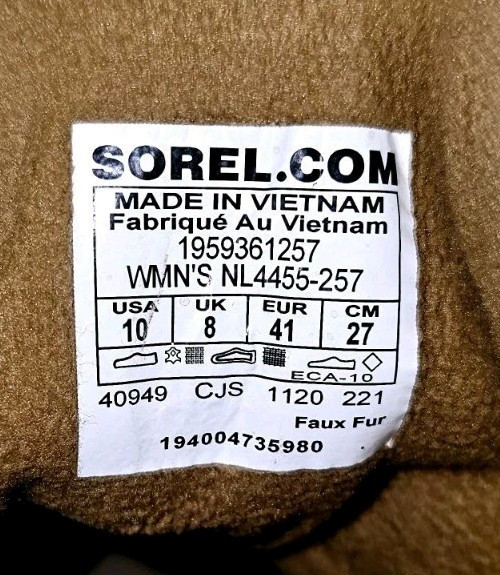 SOREL.COM
MADE IN VIETNAM
Fabriqué Au Vietnam
1959361257
WMN'S NL4455-257
USA UK EUR CM
10 8 41 27
ECA-10
40949 CJS 1120 221
Faux Fur
194004735980